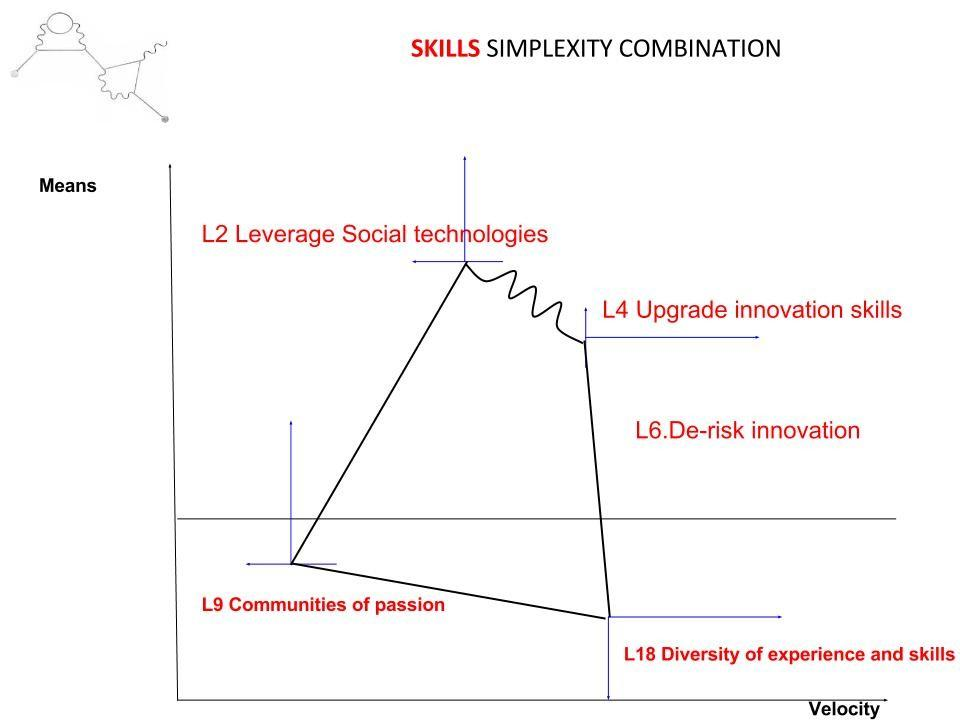 SKILLS SIMPLEXITY COMBINATION
Means
L2 Leverage Social technologies
L4 Upgrade innovation skills
L6.De-risk innovation
L9 Communities of passion
L18 Diversity of experience and skills
Velocity